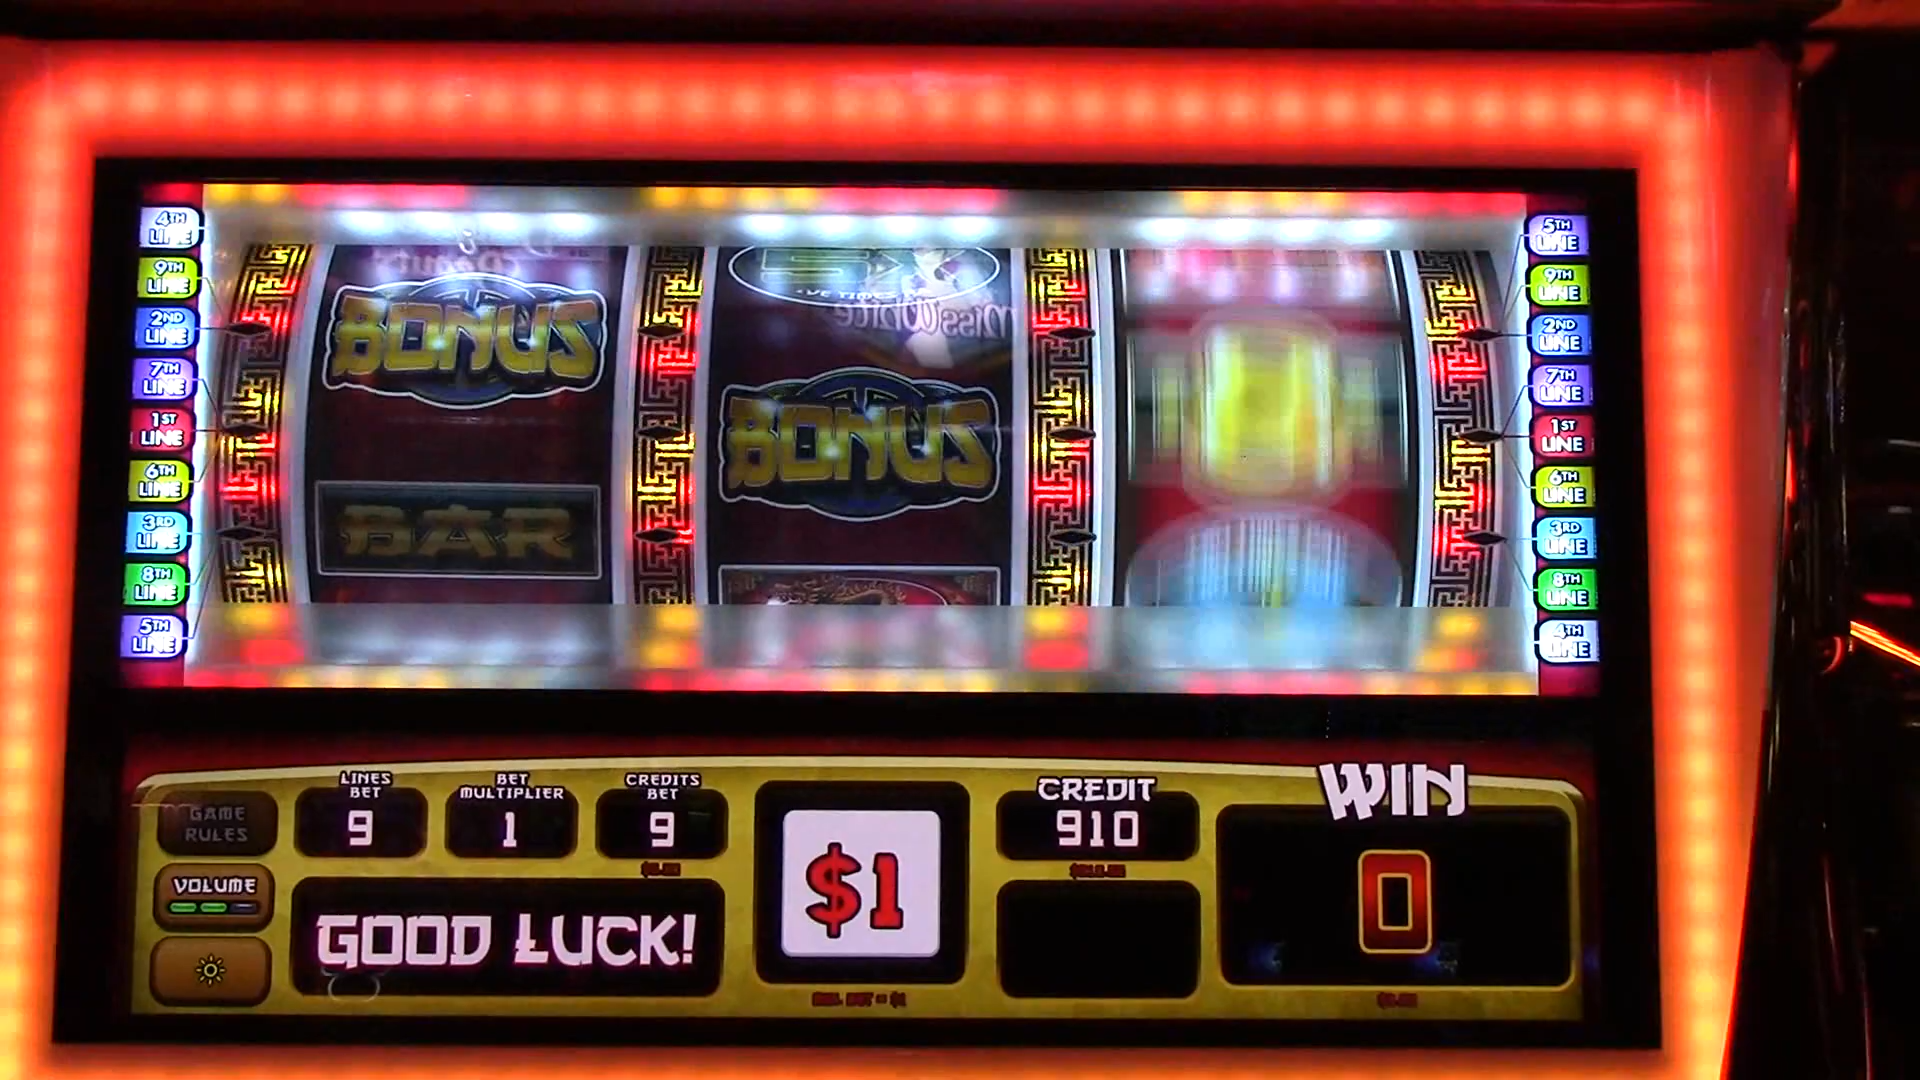 4TH LINE
9TH LINE
2ND LINE
7TH LINE
1ST LINE
6TH LINE
3RD LINE
8TH LINE
5TH LINE
BONUS
BAR
5X
Miss White
BONUS
5TH LINE
9TH LINE
2ND LINE
7TH LINE
1ST LINE
6TH LINE
3RD LINE
8TH LINE
4TH LINE
GAME RULES
VOLUME
LINES BET
9
BET MULTIPLIER
1
CREDITS BET
9
GOOD LUCK!
$1
CREDIT
910
WIN
0